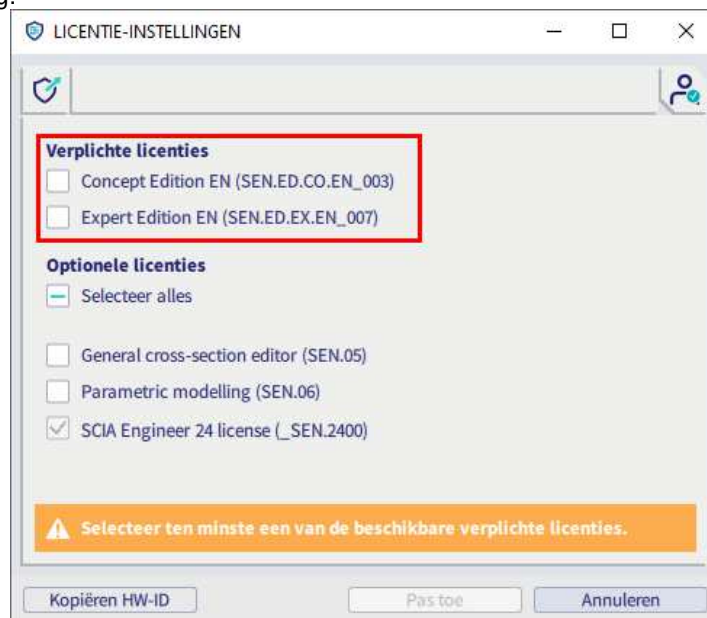 LICENTIE-INSTELLINGEN
Verplichte licenties
Concept Edition EN (SEN.ED.CO.EN_003)
Expert Edition EN (SEN.ED.EX.EN_007)
Optionele licenties
Selecteer alles
General cross-section editor (SEN.05)
Parametric modelling (SEN.06)
SCIA Engineer 24 license (_SEN.2400)
Selecteer ten minste een van de beschikbare verplichte licenties.
Kopiëren HW-ID Pas toe Annuleren